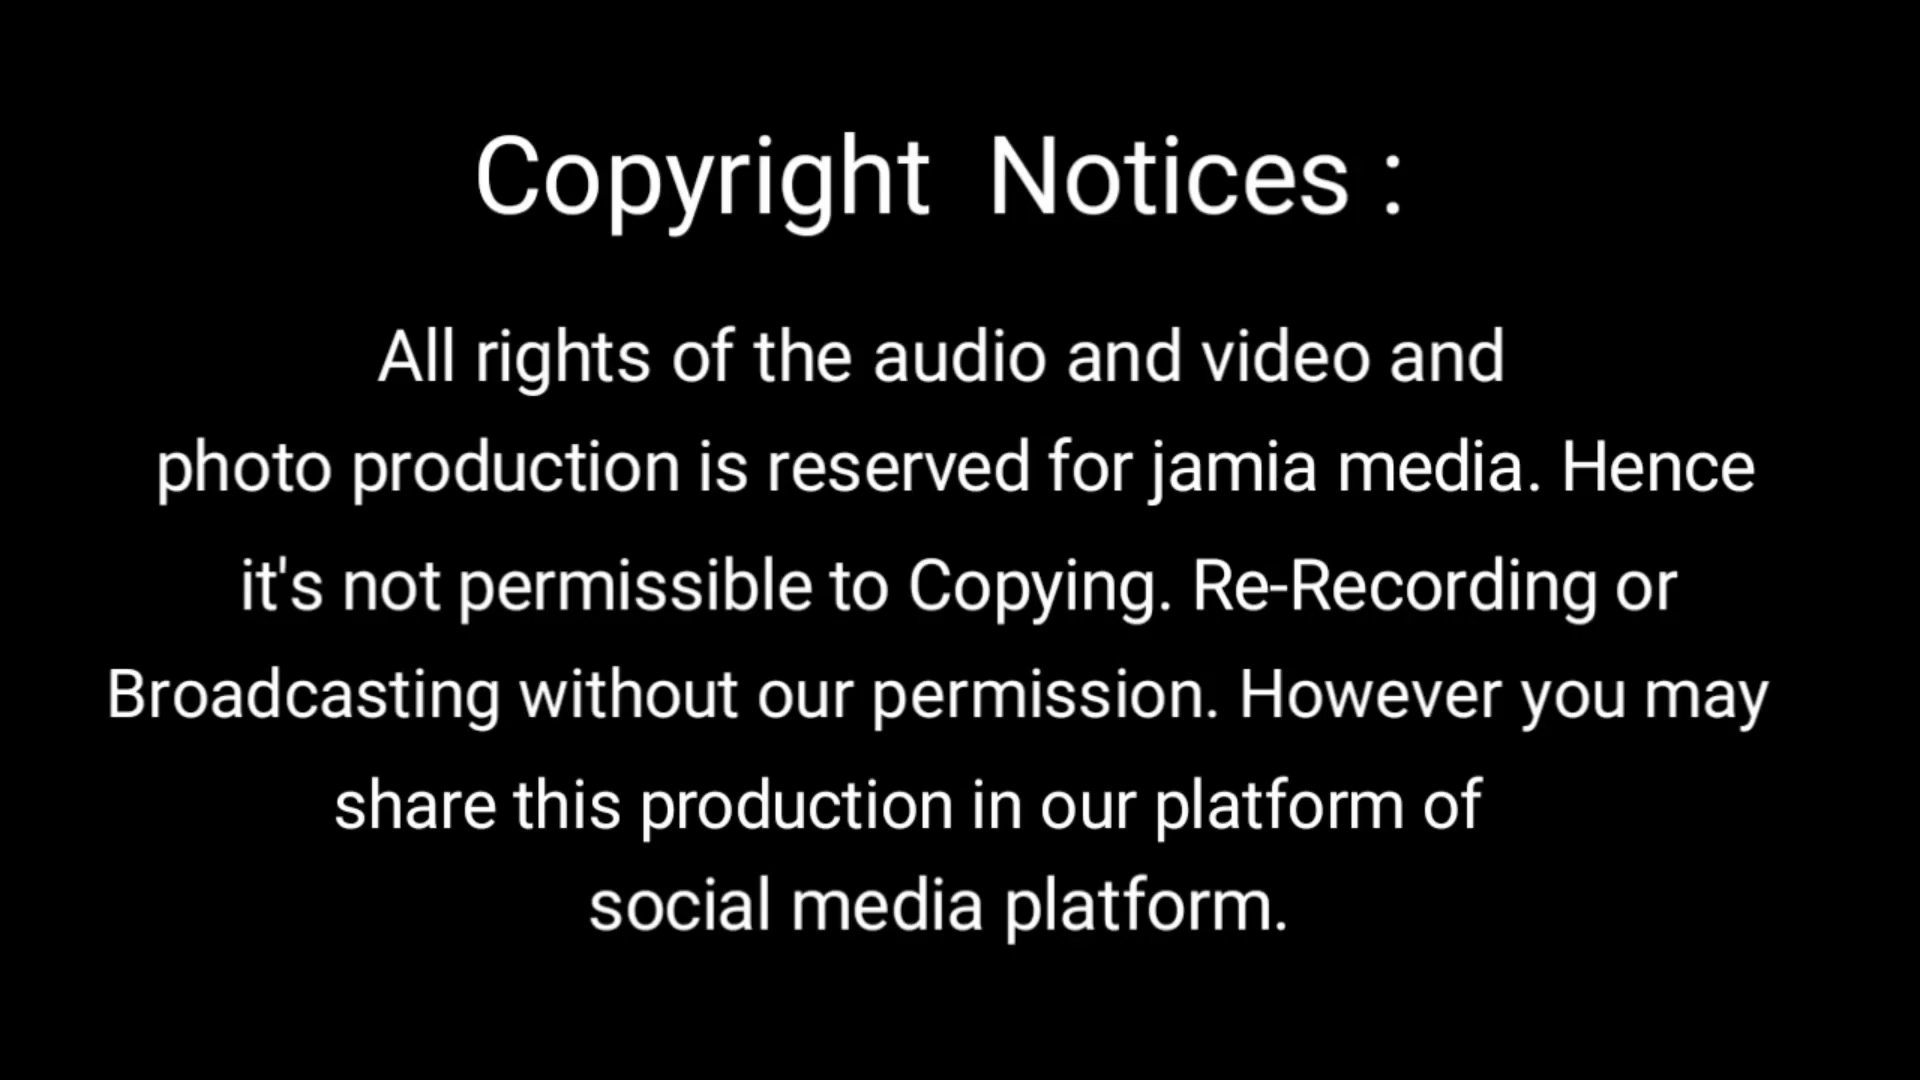 Copyright Notices :
All rights of the audio and video and
photo production is reserved for jamia media. Hence
it's not permissible to Copying. Re-Recording or
Broadcasting without our permission. However you may
share this production in our platform of
social media platform.